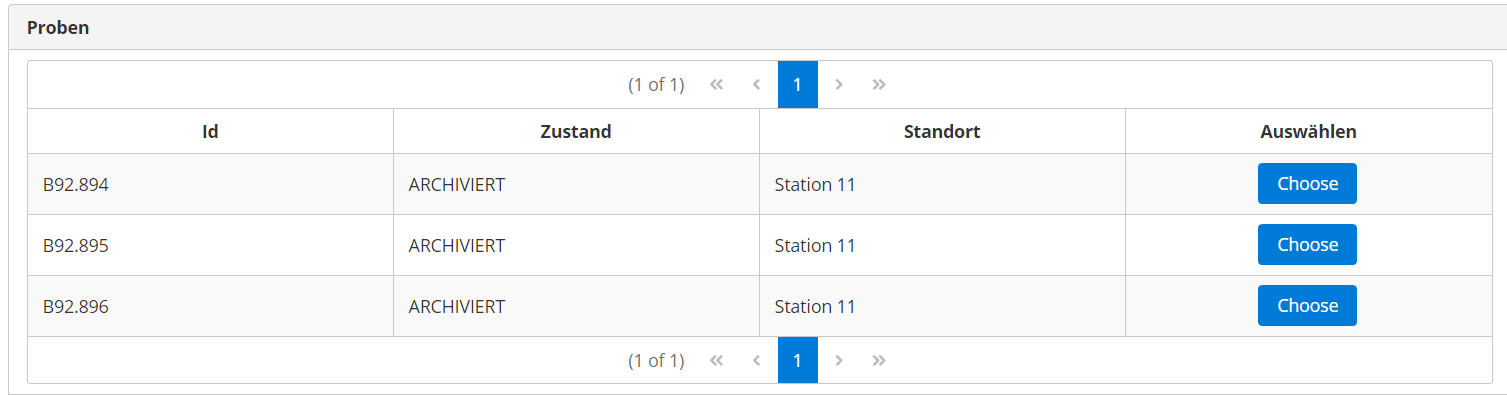 Proben
(1 of 1) « ‹ 1 › »
Id Zustand Standort Auswählen
B92.894 ARCHIVIERT Station 11 Choose
B92.895 ARCHIVIERT Station 11 Choose
B92.896 ARCHIVIERT Station 11 Choose
(1 of 1) « ‹ 1 › »